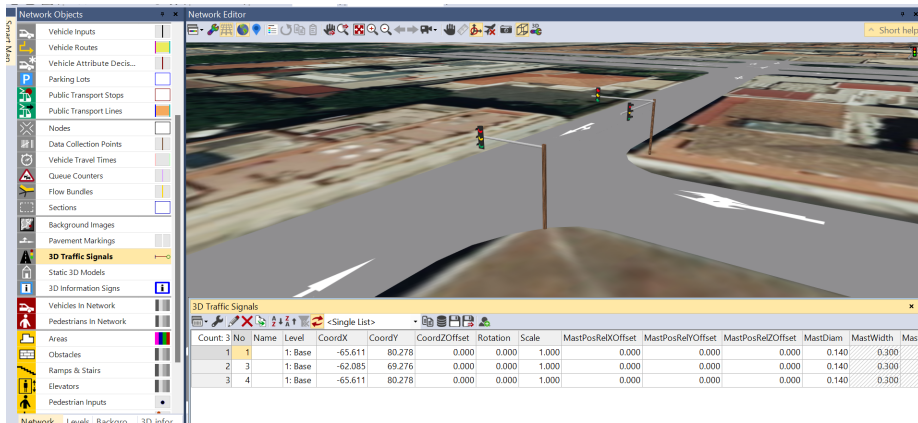 Network Objects
Network Editor
Smart Map
Short help
Vehicle Inputs
Vehicle Routes
Vehicle Attribute Decis...
Parking Lots
Public Transport Stops
Public Transport Lines
Nodes
Data Collection Points
Vehicle Travel Times
Queue Counters
Flow Bundles
Sections
Background Images
Pavement Markings
3D Traffic Signals
Static 3D Models
3D Information Signs
Vehicles In Network
Pedestrians In Network
Areas
Obstacles
Ramps & Stairs
Elevators
Pedestrian Inputs
Network Levels Backgro... 3D infor...
3D Traffic Signals
<Single List>
Count: 3 No Name Level CoordX CoordY CoordZOffset Rotation Scale MastPosRelXOffset MastPosRelYOffset MastPosRelZOffset MastDiam MastWidth Mas
1 1 1: Base -65.611 80.278 0.000 0.000 1.000 0.000 0.000 0.000 0.140 0.300
2 3 1: Base -62.085 69.276 0.000 0.000 1.000 0.000 0.000 0.000 0.140 0.300
3 4 1: Base -65.611 80.278 0.000 0.000 1.000 0.000 0.000 0.000 0.140 0.300